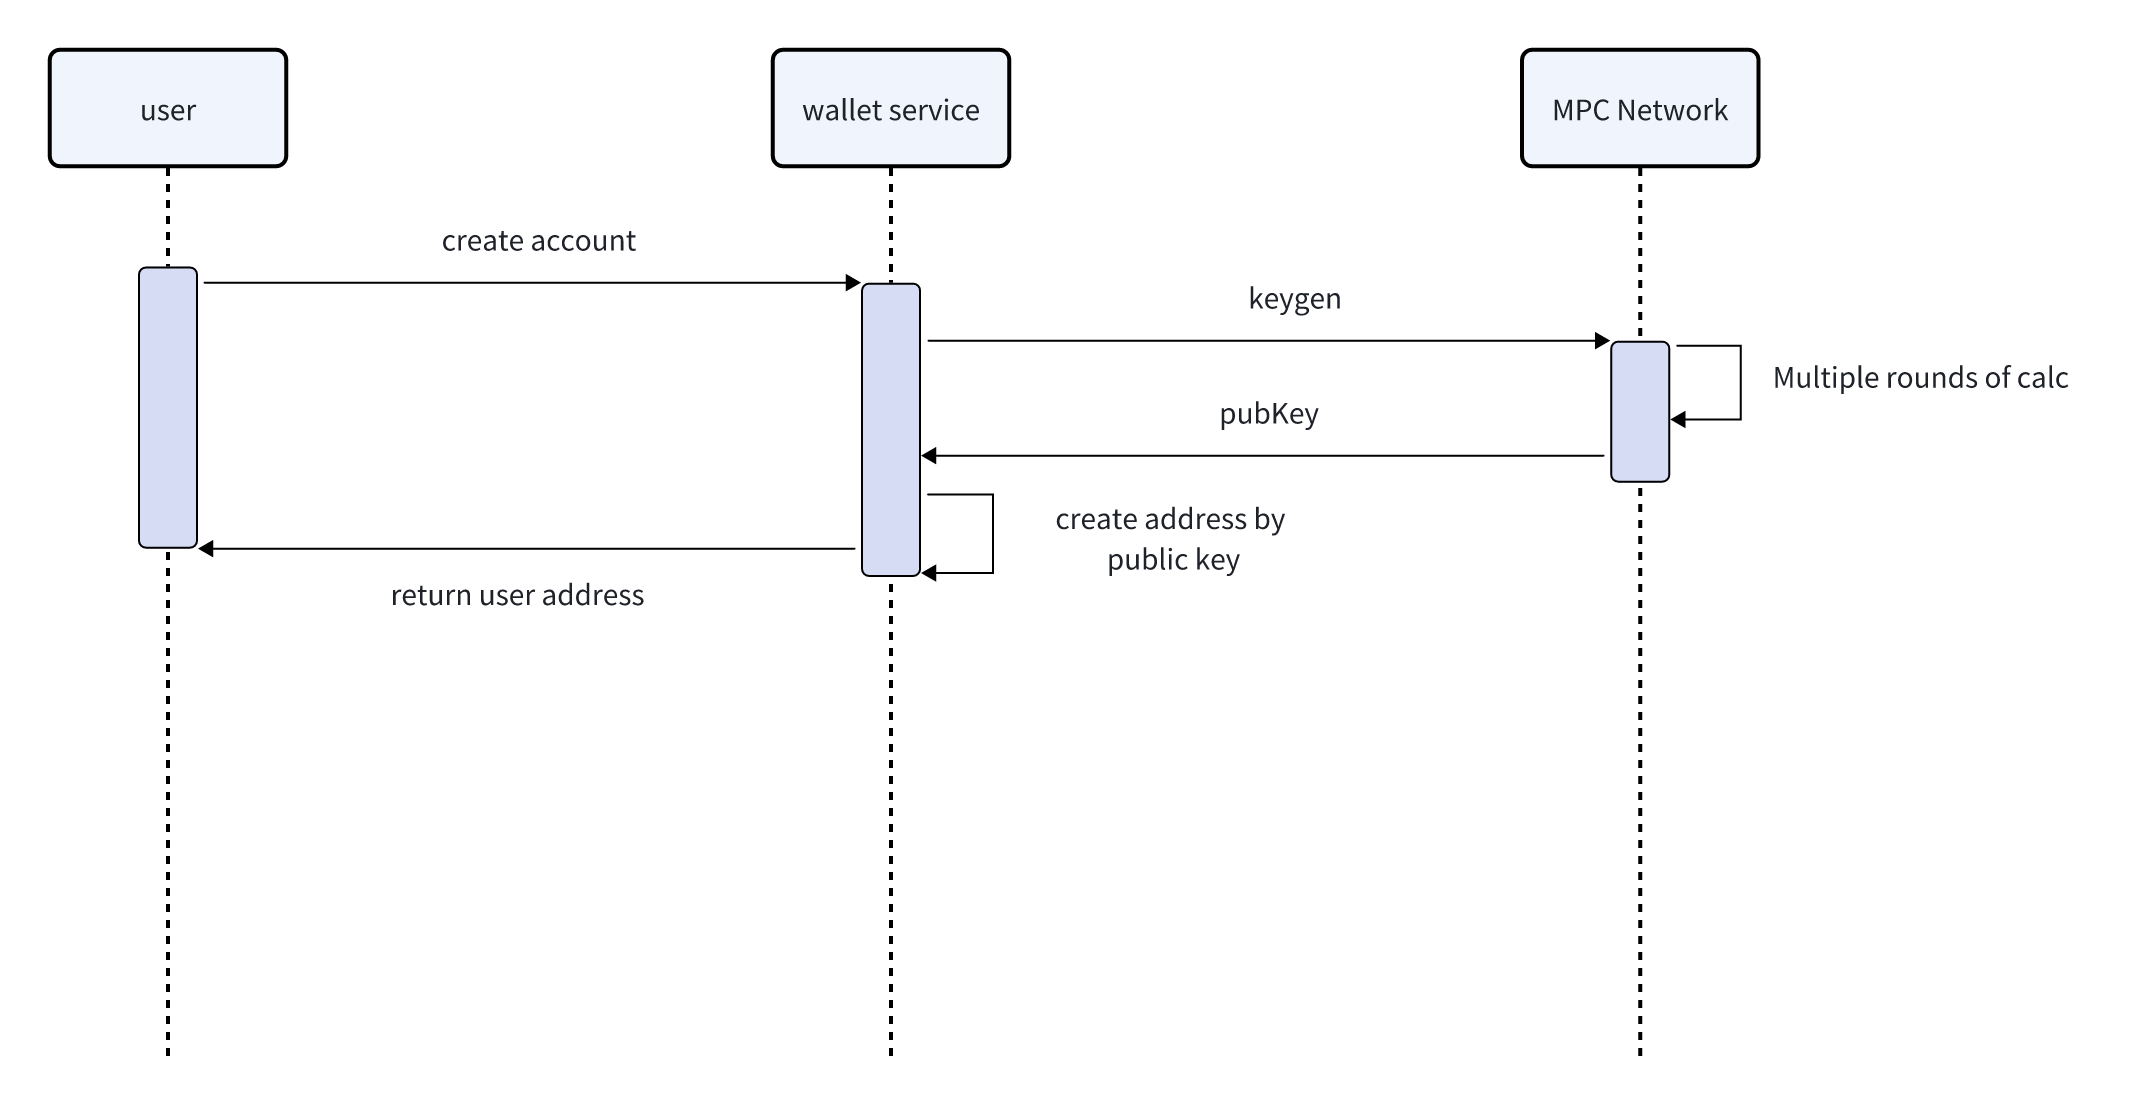 user
wallet service
MPC Network
create account
keygen
Multiple rounds of calc
pubKey
create address by
public key
return user address